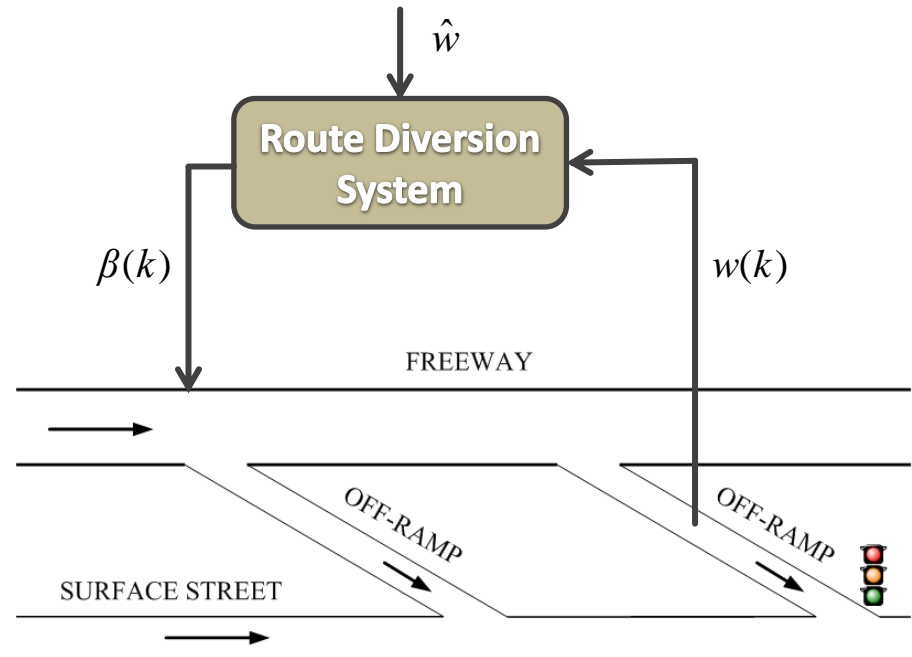 ŵ
Route Diversion
System
β(k)
w(k)
FREEWAY
OFF-RAMP
OFF-RAMP
SURFACE STREET